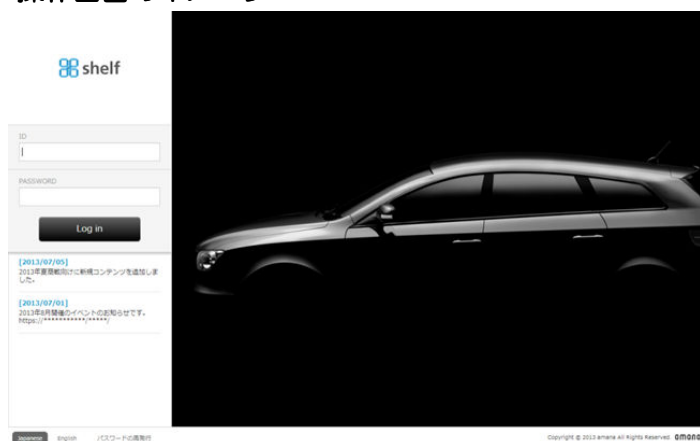 shelf
ID
PASSWORD
Log in
[2013/07/05]
2013年夏商戦向けに新規コンテンツを追加しま
した。
[2013/07/01]
2013年8月開催のイベントのお知らせです。
https://***********/*****/
Japanese English パスワードの再発行
Copyright © 2013 amana All Rights Reserved. amana